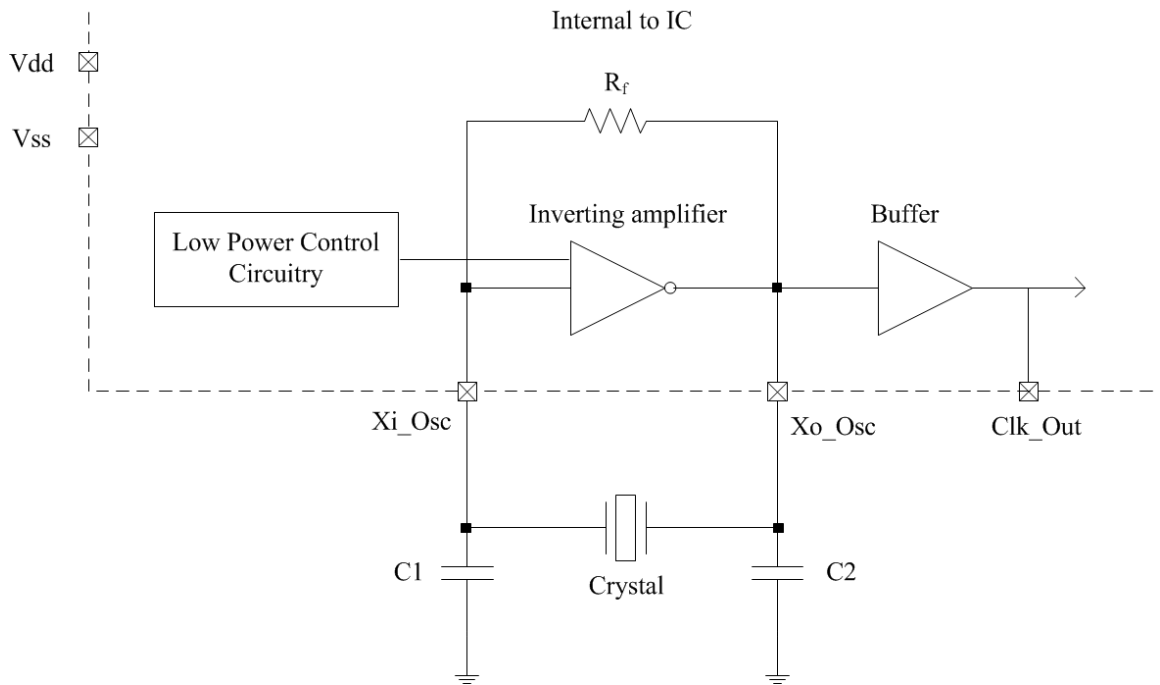 Internal to IC
Vdd
Vss
Rf
Inverting amplifier
Buffer
Low Power Control
Circuitry
Xi_Osc
Xo_Osc
Clk_Out
C1
Crystal
C2